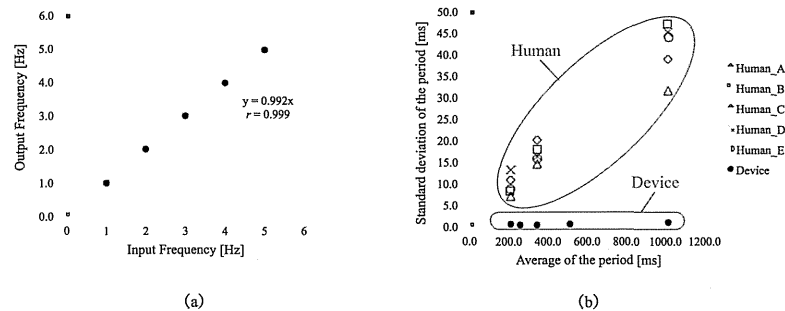 6.0
5.0
4.0
3.0
2.0
1.0
0.0
Output Frequency [Hz]
y = 0.992x
r = 0.999
0 1 2 3 4 5 6
Input Frequency [Hz]
(a)
50.0
45.0
40.0
35.0
30.0
25.0
20.0
15.0
10.0
5.0
0.0
Standard deviation of the period [ms]
Human
Device
Human_A
Human_B
Human_C
Human_D
Human_E
Device
0.0 200.0 400.0 600.0 800.0 1000.0 1200.0
Average of the period [ms]
(b)